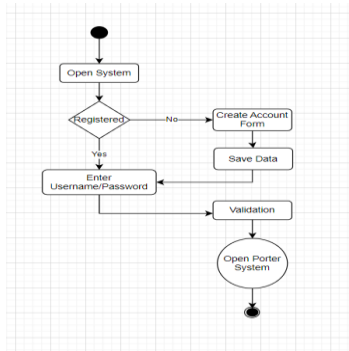 Open System
Registered
No
Create Account
Form
Yes
Save Data
Enter
Username/Password
Validation
Open Porter
System